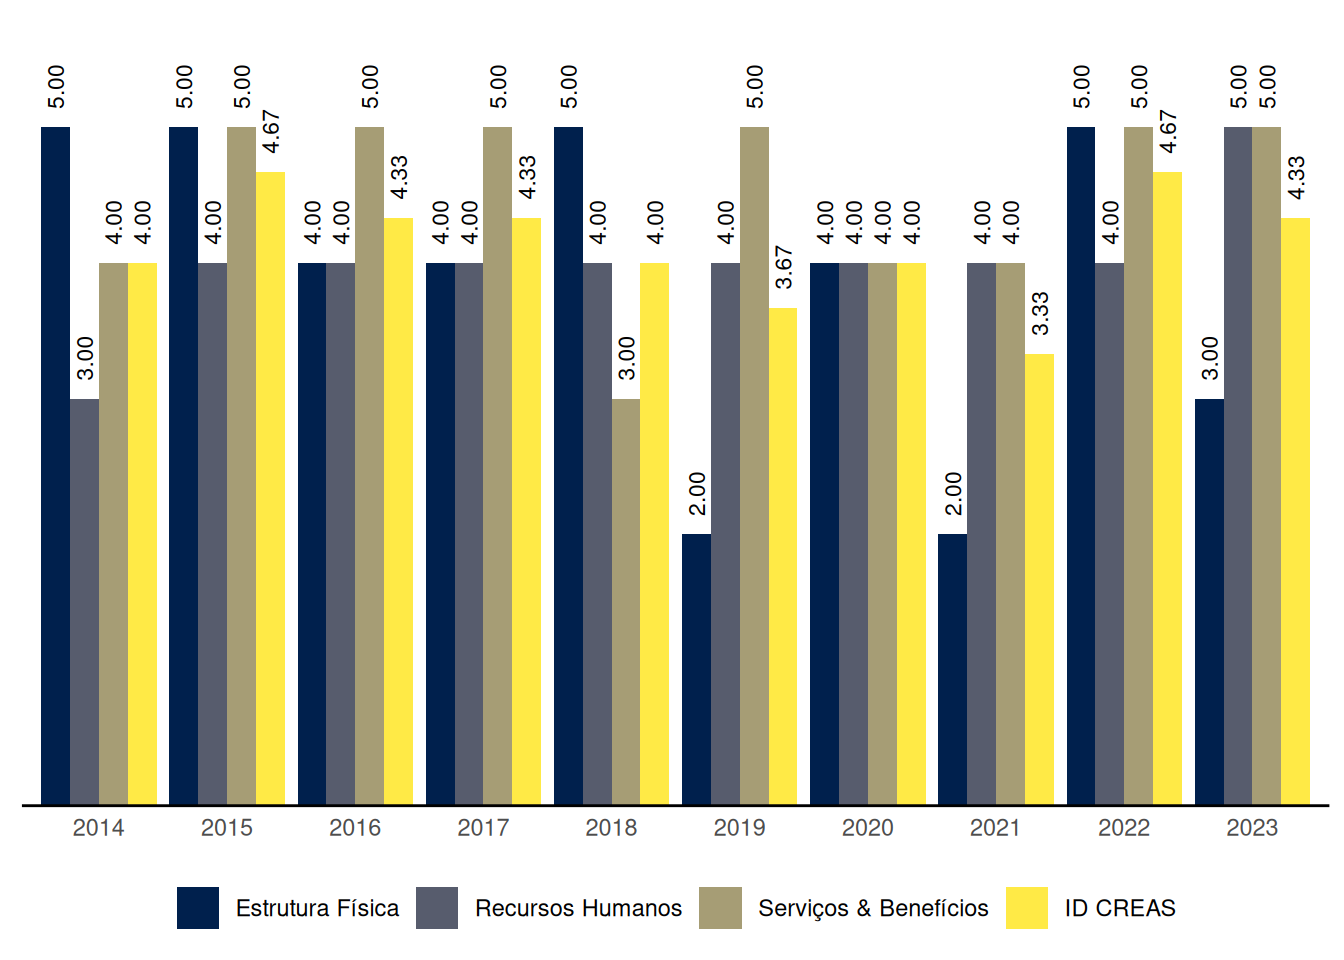 5.00 3.00 4.00 4.00
5.00 4.00 5.00 4.67
4.00 4.00 5.00 4.33
4.00 4.00 5.00 4.33
5.00 4.00 3.00 4.00
2.00 4.00 5.00 3.67
4.00 4.00 4.00 4.00
2.00 4.00 4.00 3.33
5.00 4.00 5.00 4.67
3.00 5.00 5.00 4.33
2014 2015 2016 2017 2018 2019 2020 2021 2022 2023
Estrutura Física Recursos Humanos Serviços & Benefícios ID CREAS